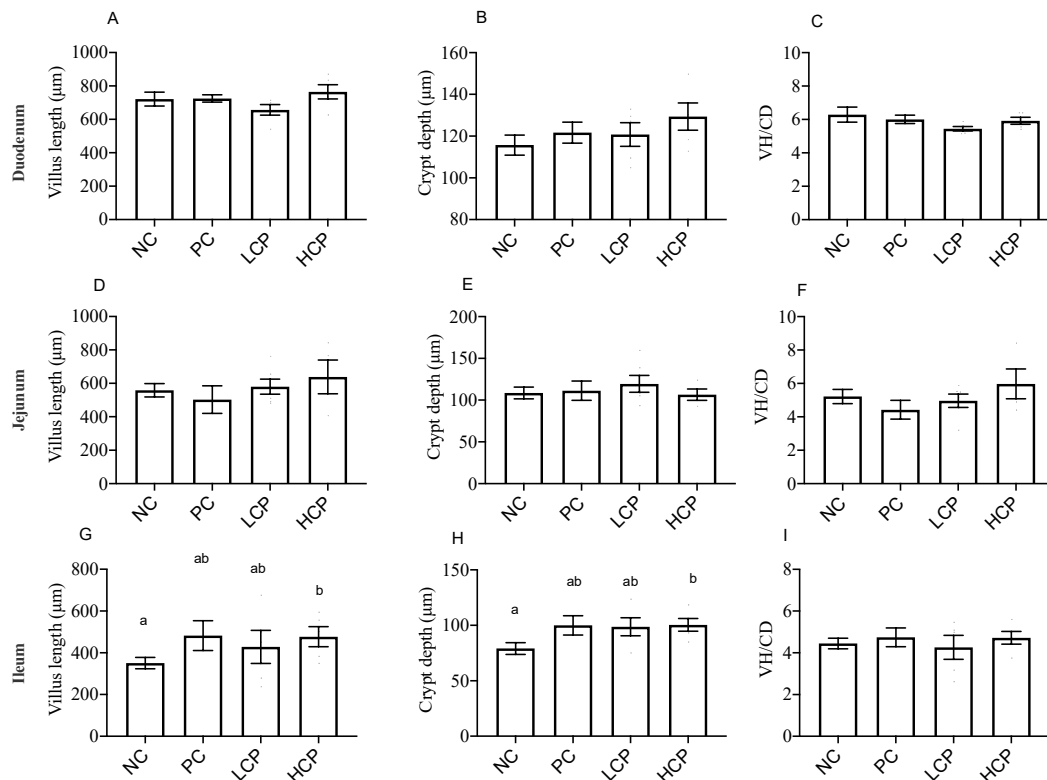 A
B
C
Duodenum
Villus length (µm)
1000
800
600
400
200
0
NC
PC
LCP
HCP
Crypt depth (µm)
160
140
120
100
80
NC
PC
LCP
HCP
VH/CD
10
8
6
4
2
0
NC
PC
LCP
HCP
D
E
F
Jejunum
Villus length (µm)
1000
800
600
400
200
0
NC
PC
LCP
HCP
Crypt depth (µm)
200
150
100
50
0
NC
PC
LCP
HCP
VH/CD
10
8
6
4
2
0
NC
PC
LCP
HCP
G
H
I
Ileum
Villus length (µm)
800
600
400
200
0
a
ab
ab
b
NC
PC
LCP
HCP
Crypt depth (µm)
150
100
50
0
a
ab
ab
b
NC
PC
LCP
HCP
VH/CD
8
6
4
2
0
NC
PC
LCP
HCP